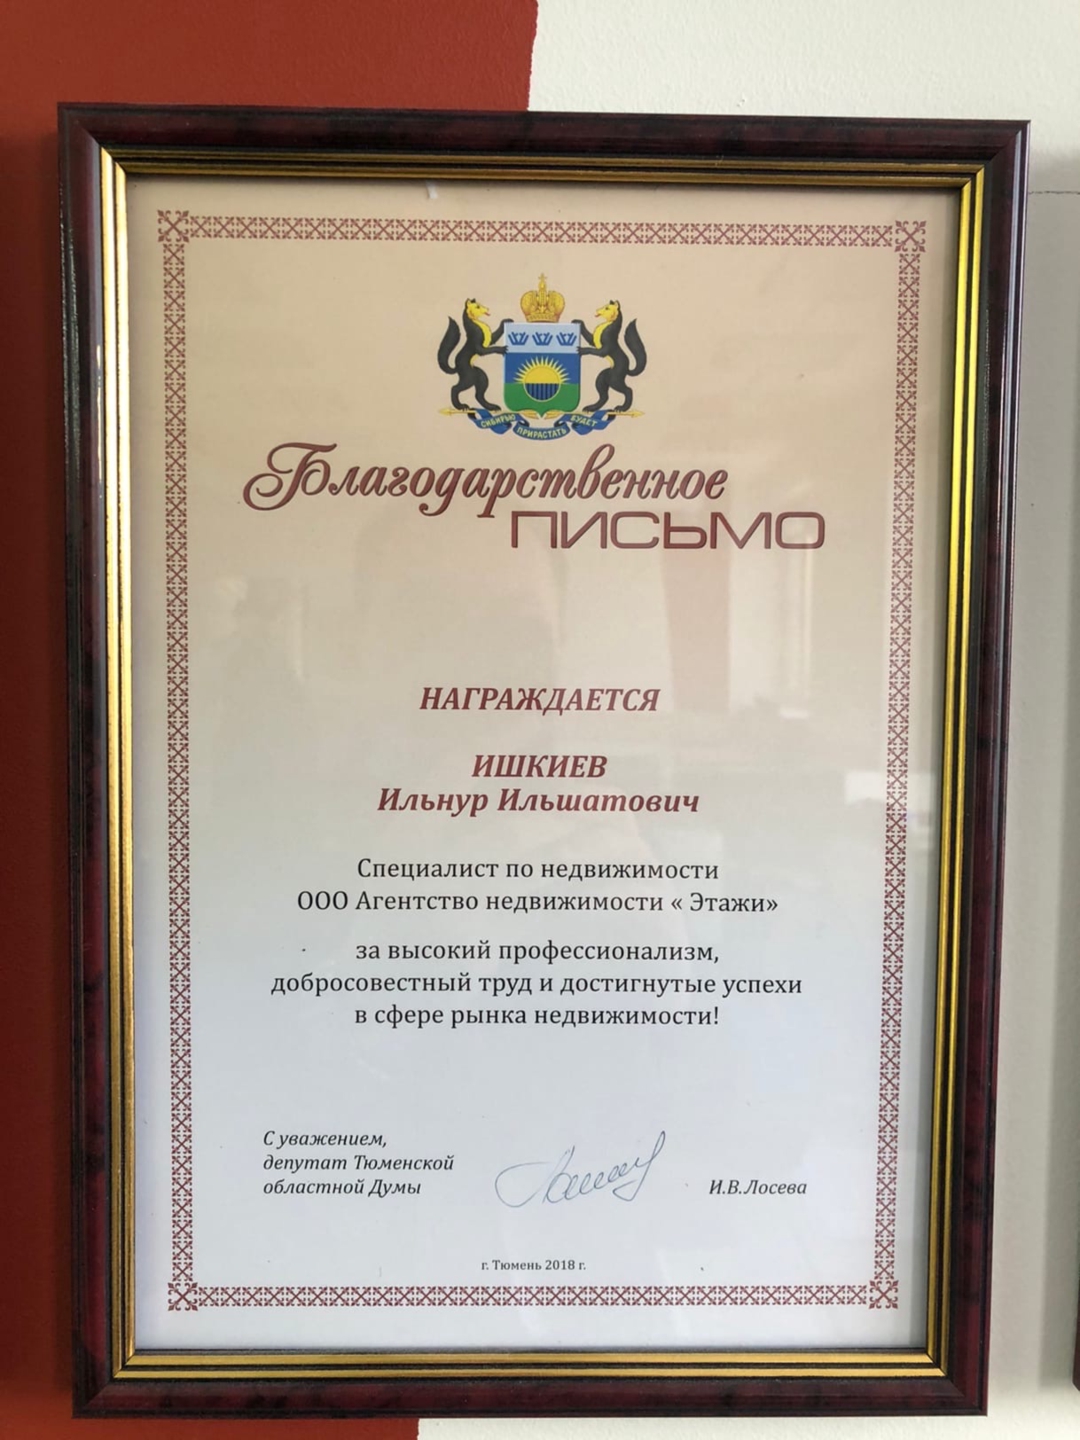 СИБИРЬЮ ПРИРАСТАТЬ БУДЕТ
Благодарственное
ПИСЬМО
НАГРАЖДАЕТСЯ
ИШКИЕВ
Ильнур Ильшатович
Специалист по недвижимости
ООО Агентство недвижимости « Этажи»
за высокий профессионализм,
добросовестный труд и достигнутые успехи
в сфере рынка недвижимости!
С уважением,
депутат Тюменской
областной Думы
И.В.Лосева
г. Тюмень 2018 г.